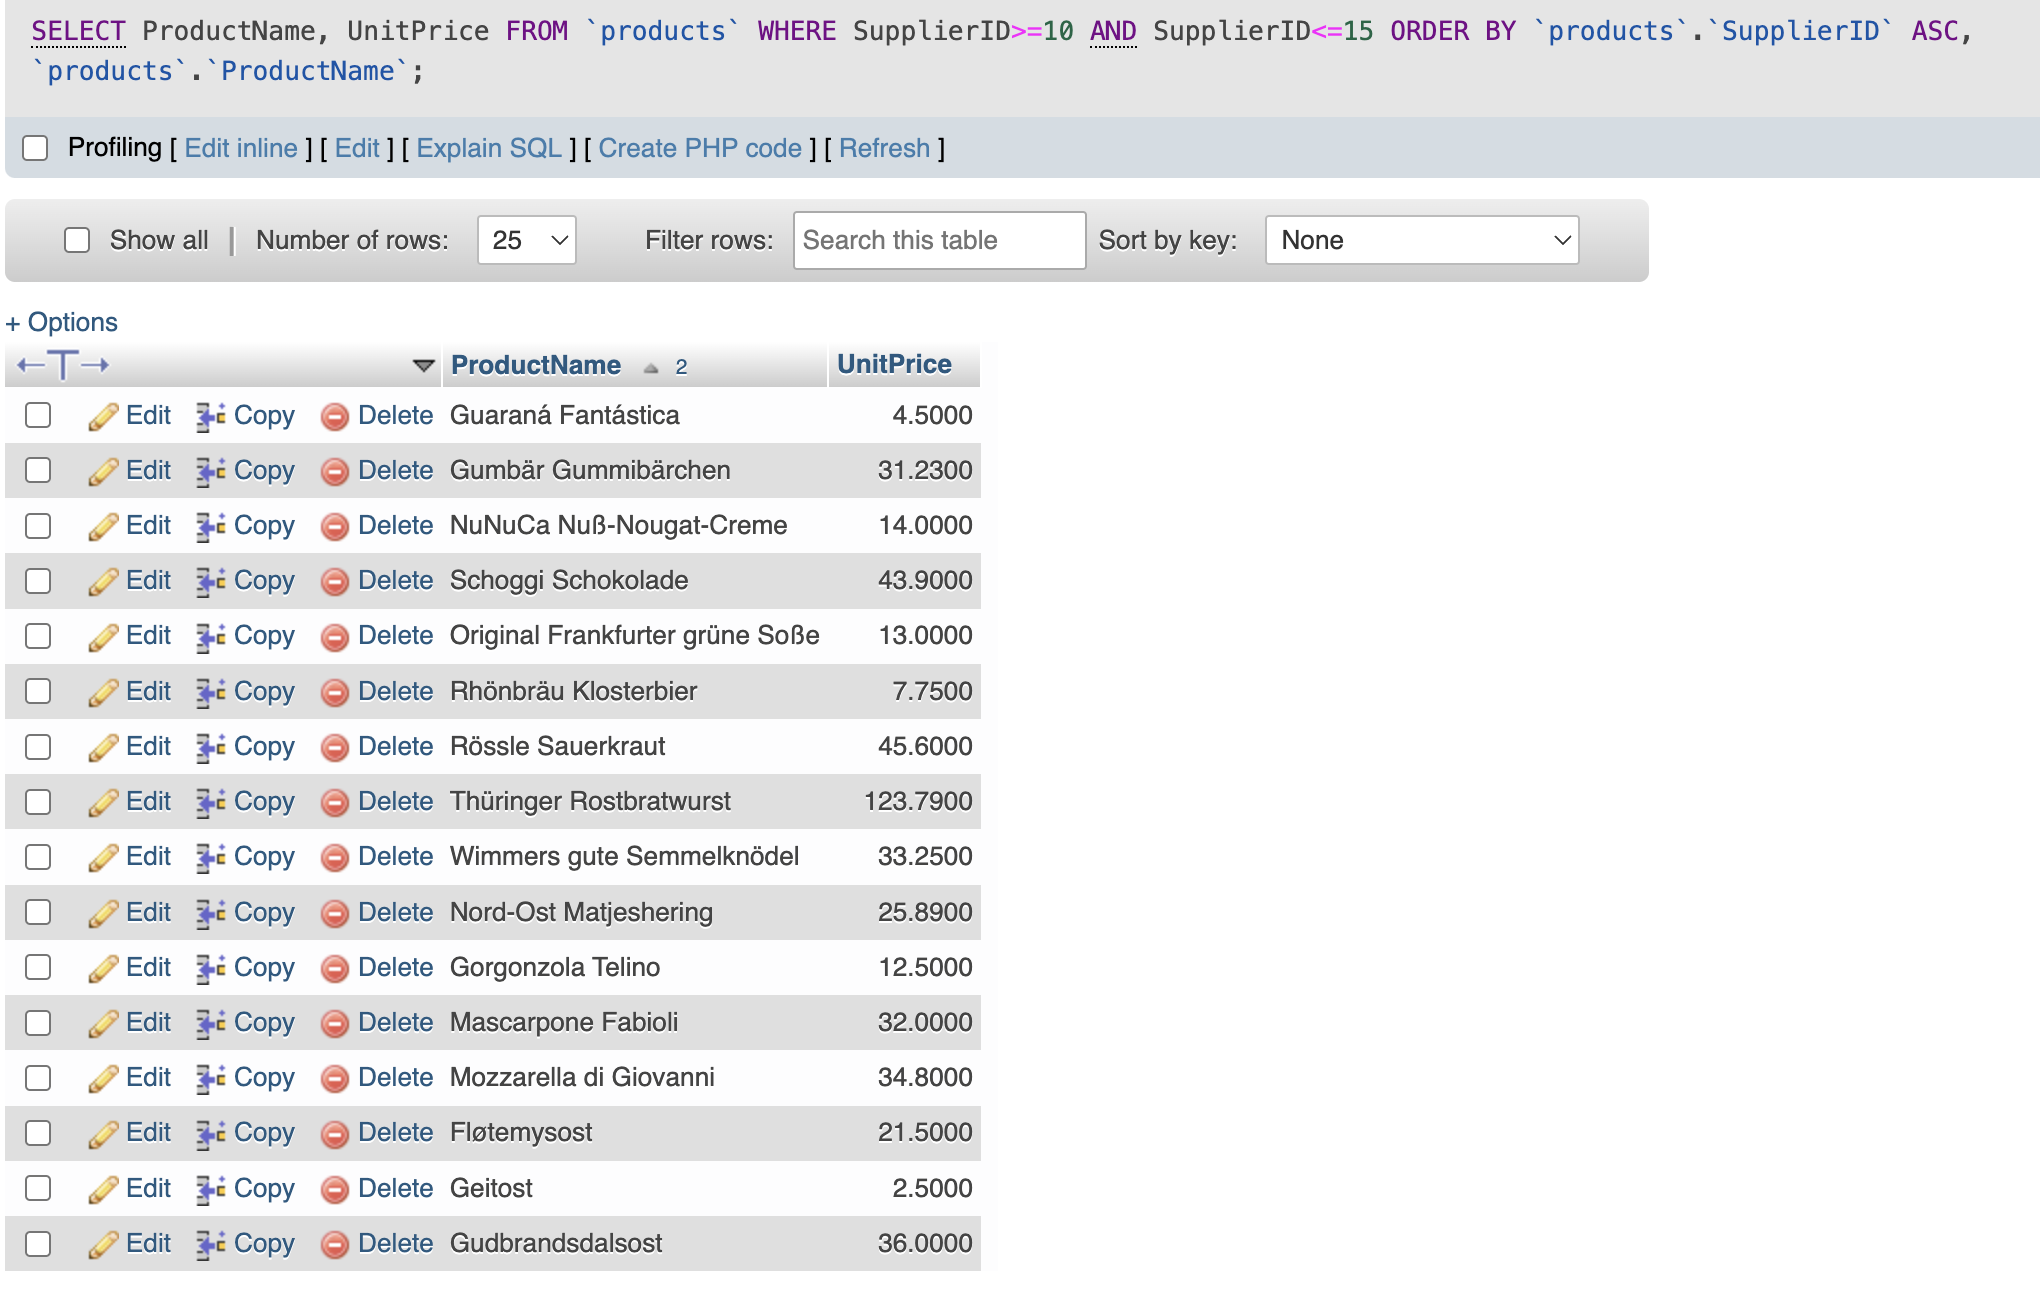 SELECT ProductName, UnitPrice FROM `products` WHERE SupplierID>=10 AND SupplierID<=15 ORDER BY `products`.`SupplierID` ASC,
`products`.`ProductName`;
Profiling [ Edit inline ] [ Edit ] [ Explain SQL ] [ Create PHP code ] [ Refresh ]
Show all | Number of rows: 25 Filter rows: Search this table Sort by key: None
+ Options
←T→ ProductName 2 UnitPrice
Edit Copy Delete Guaraná Fantástica 4.5000
Edit Copy Delete Gumbär Gummibärchen 31.2300
Edit Copy Delete NuNuCa Nuß-Nougat-Creme 14.0000
Edit Copy Delete Schoggi Schokolade 43.9000
Edit Copy Delete Original Frankfurter grüne Soße 13.0000
Edit Copy Delete Rhönbräu Klosterbier 7.7500
Edit Copy Delete Rössle Sauerkraut 45.6000
Edit Copy Delete Thüringer Rostbratwurst 123.7900
Edit Copy Delete Wimmers gute Semmelknödel 33.2500
Edit Copy Delete Nord-Ost Matjeshering 25.8900
Edit Copy Delete Gorgonzola Telino 12.5000
Edit Copy Delete Mascarpone Fabioli 32.0000
Edit Copy Delete Mozzarella di Giovanni 34.8000
Edit Copy Delete Fløtemysost 21.5000
Edit Copy Delete Geitost 2.5000
Edit Copy Delete Gudbrandsdalsost 36.0000